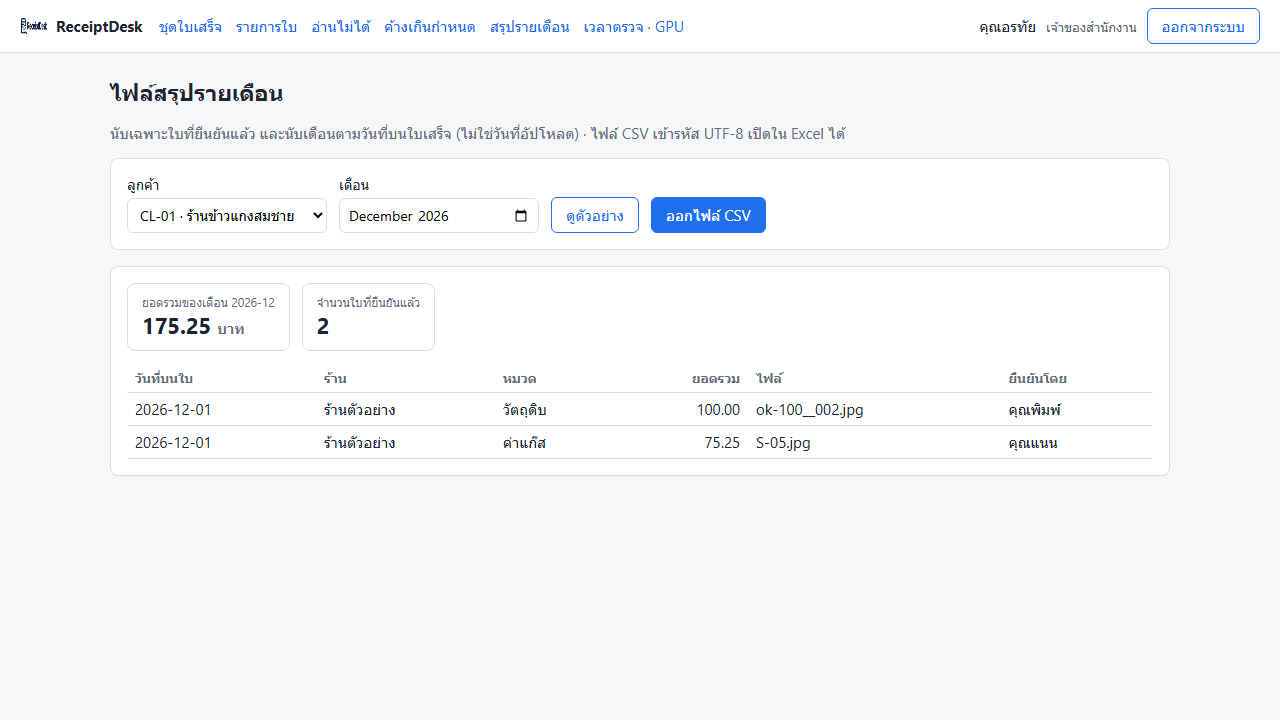 ReceiptDesk ชุดใบเสร็จ รายการใบ อ่านไม่ได้ ค้างเกินกำหนด สรุปรายเดือน เวลาตรวจ · GPU คุณอรทัย เจ้าของสำนักงาน ออกจากระบบ
ไฟล์สรุปรายเดือน
นับเฉพาะใบที่ยืนยันแล้ว และนับเดือนตามวันที่บนใบเสร็จ (ไม่ใช่วันที่อัปโหลด) · ไฟล์ CSV เข้ารหัส UTF-8 เปิดใน Excel ได้
ลูกค้า เดือน
CL-01 · ร้านข้าวแกงสมชาย December 2026 ดูตัวอย่าง ออกไฟล์ CSV
ยอดรวมของเดือน 2026-12 จำนวนใบที่ยืนยันแล้ว
175.25 บาท 2
วันที่บนใบ ร้าน หมวด ยอดรวม ไฟล์ ยืนยันโดย
2026-12-01 ร้านตัวอย่าง วัตถุดิบ 100.00 ok-100__002.jpg คุณพิมพ์
2026-12-01 ร้านตัวอย่าง ค่าแก๊ส 75.25 S-05.jpg คุณแนน